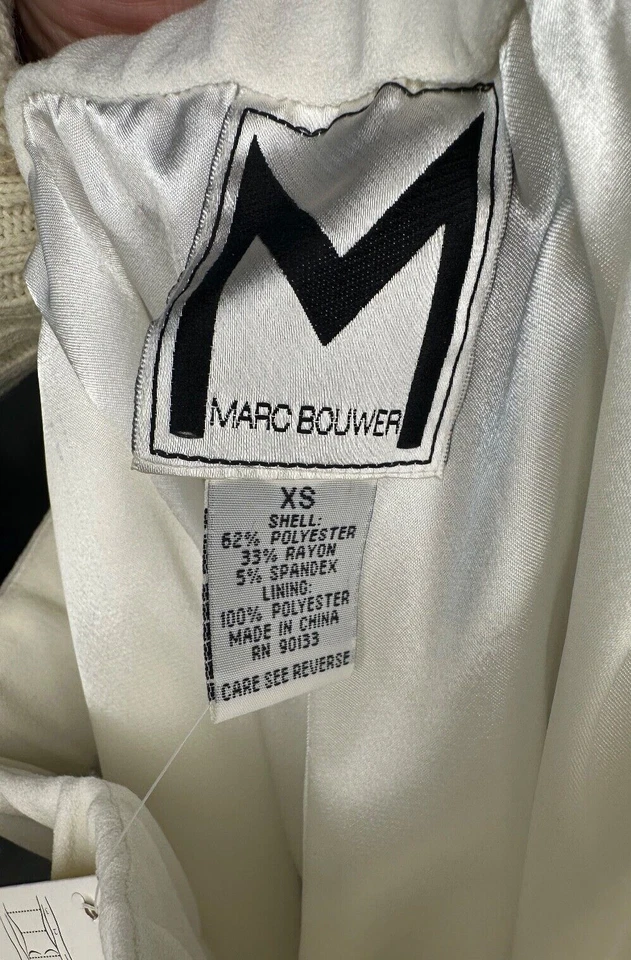 M
MARC BOUWER
XS
SHELL:
62% POLYESTER
33% RAYON
5% SPANDEX
LINING:
100% POLYESTER
MADE IN CHINA
RN 90133
CARE SEE REVERSE